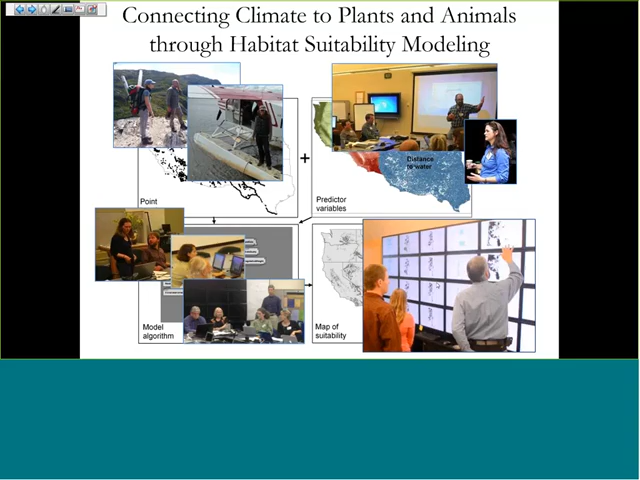 Connecting Climate to Plants and Animals
through Habitat Suitability Modeling
+
Distance
to water
Point
Predictor
variables
Model
algorithm
Map of
suitability